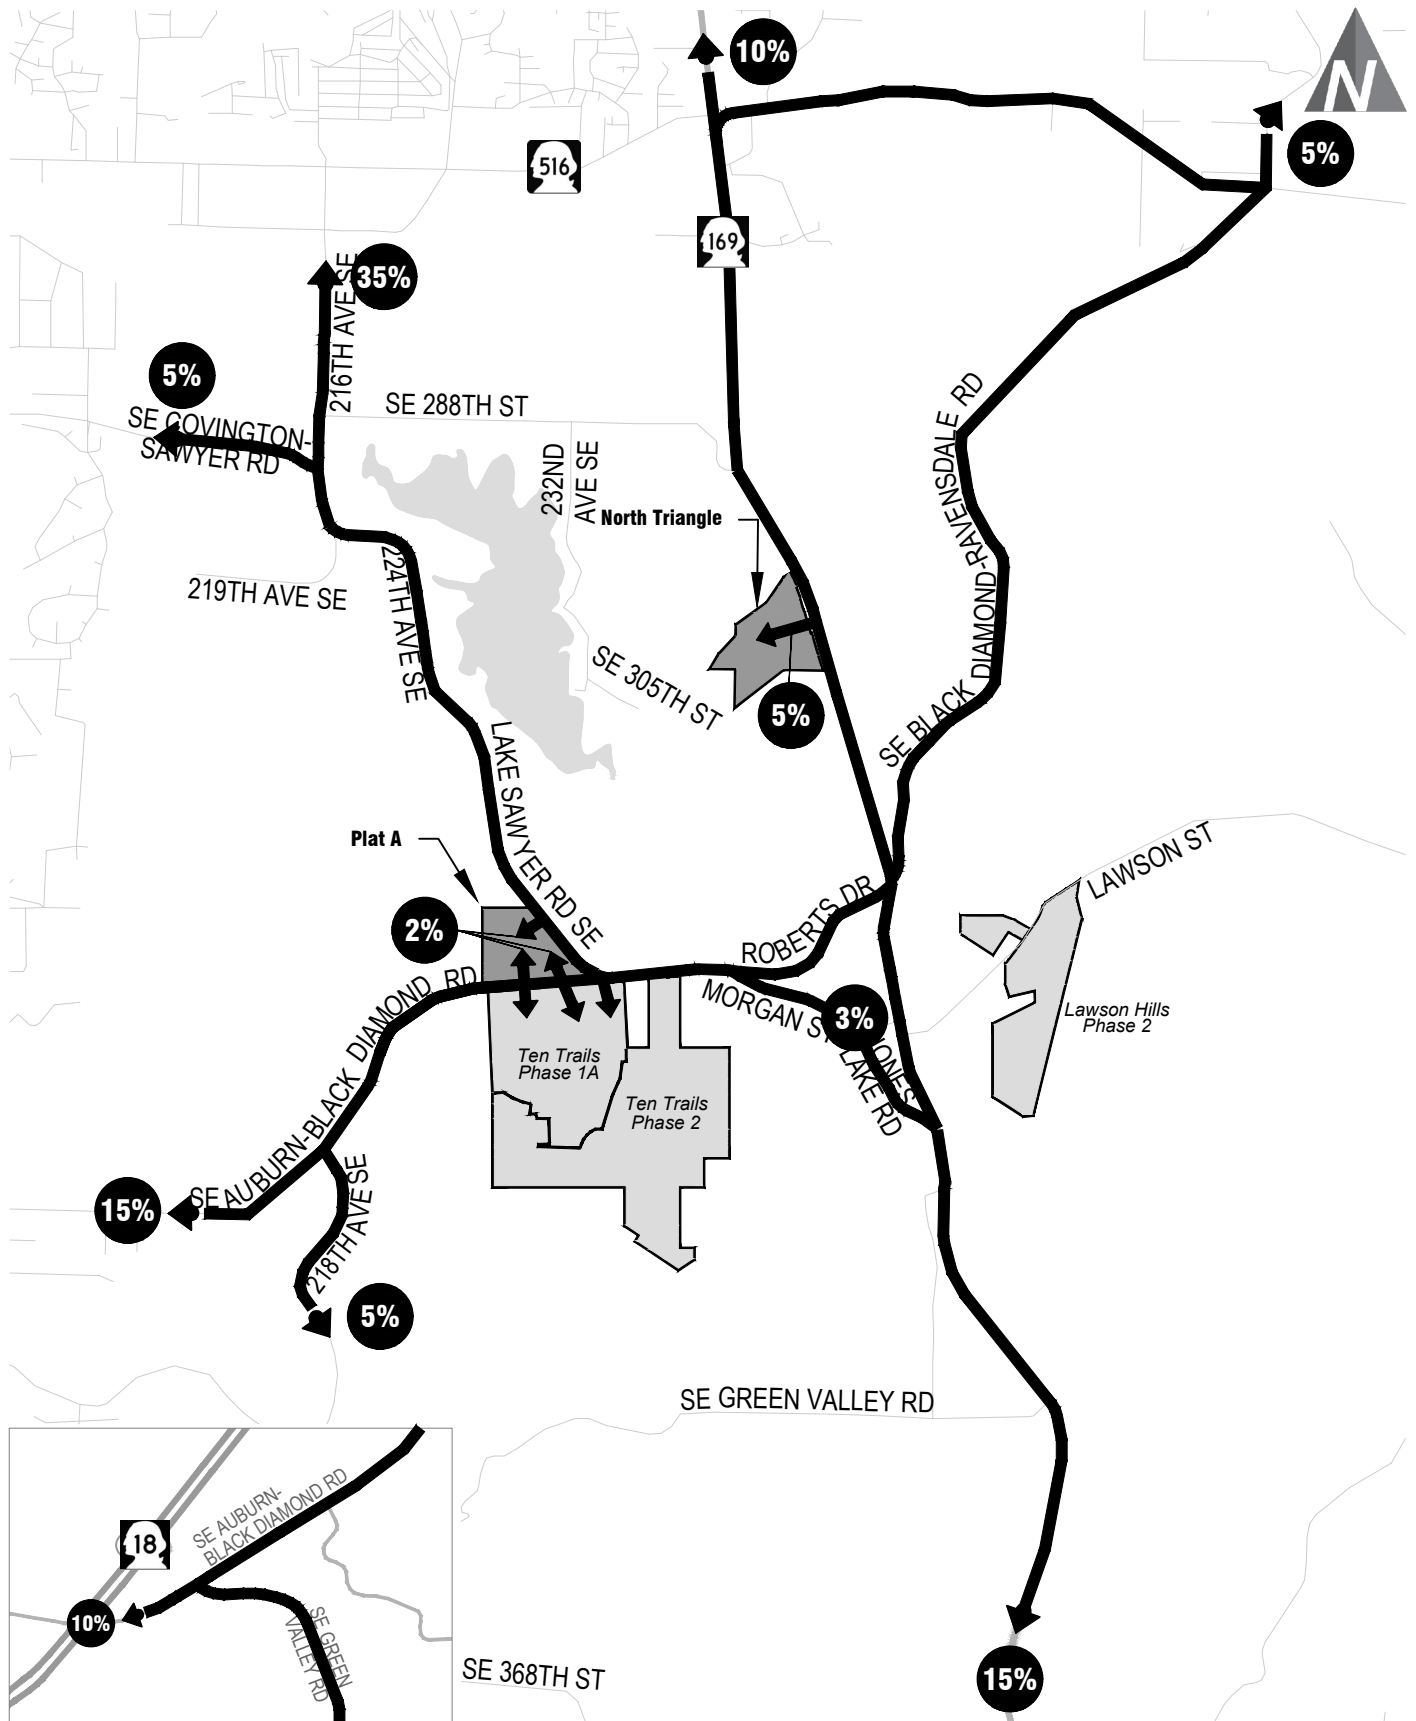 10%
N
5%
516
169
35%
216TH AVE SE
5%
SE 288TH ST
SE COVINGTON-
SAWYER RD
232ND
AVE SE
SE BLACK DIAMOND-RAVENSDALE RD
North Triangle
219TH AVE SE
224TH AVE SE
SE 305TH ST
5%
LAKE SAWYER RD SE
Plat A
LAWSON ST
2%
ROBERTS DR
SE AUBURN-BLACK DIAMOND RD
MORGAN ST
3%
Lawson Hills
Phase 2
JONES
LAKE RD
Ten Trails
Phase 1A
Ten Trails
Phase 2
15%
218TH AVE SE
5%
SE GREEN VALLEY RD
SE AUBURN-
BLACK DIAMOND RD
18
10%
SE GREEN
VALLEY RD
SE 368TH ST
15%